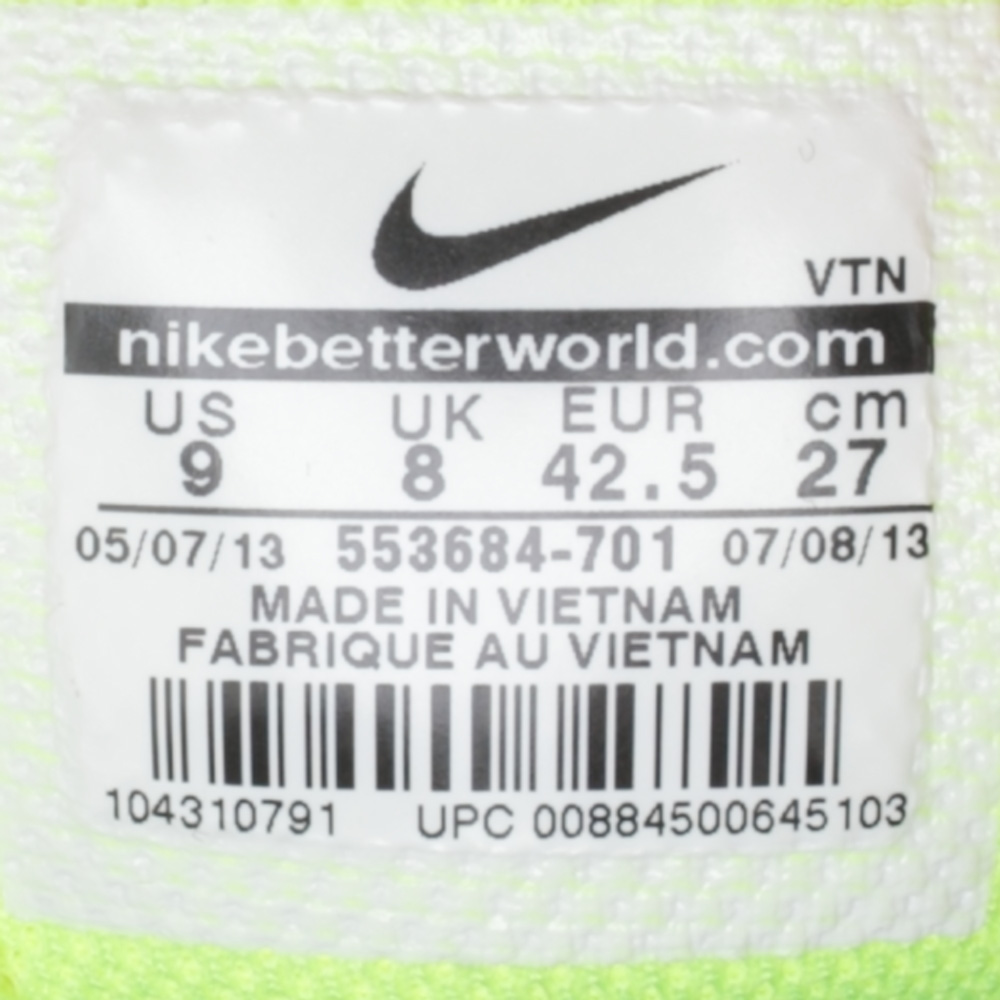 VTN
nikebetterworld.com
US UK EUR cm
9 8 42.5 27
05/07/13 553684-701 07/08/13
MADE IN VIETNAM
FABRIQUE AU VIETNAM
104310791 UPC 00884500645103